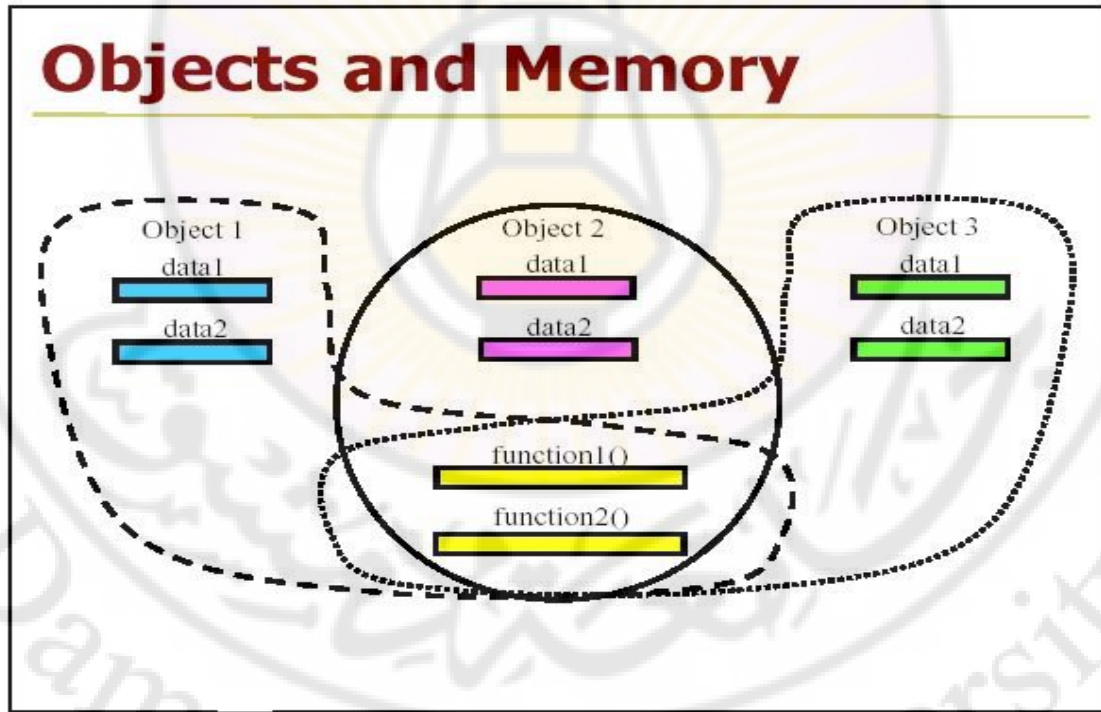 Objects and Memory
Object 1
data1
data2
Object 2
data1
data2
Object 3
data1
data2
function1()
function2()